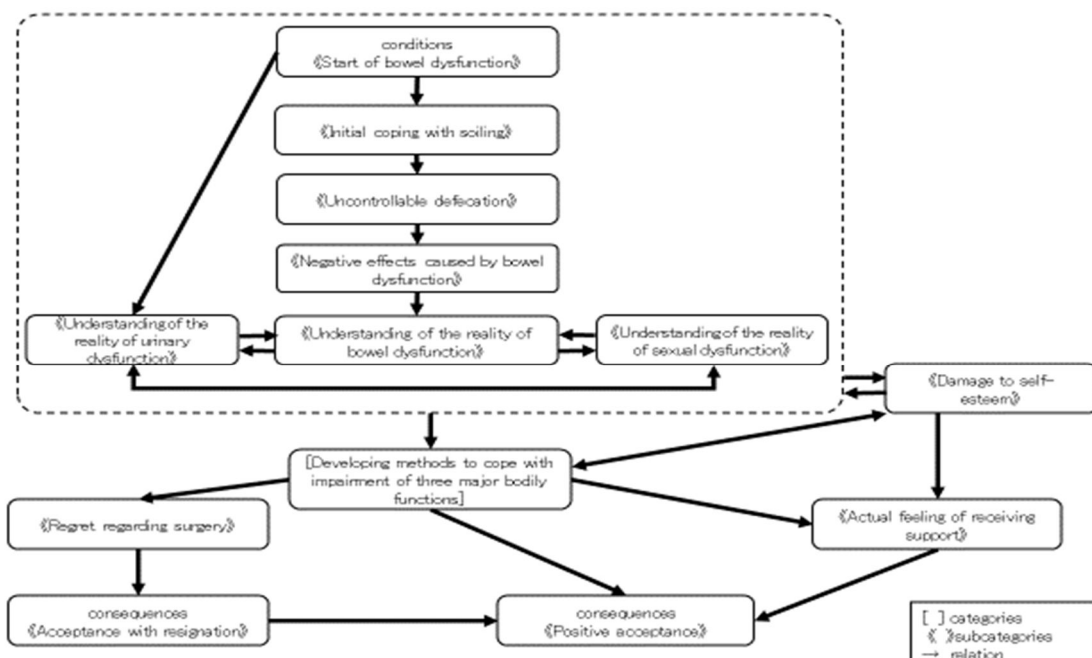 conditions
《Start of bowel dysfunction》
《Initial coping with soiling》
《Uncontrollable defecation》
《Negative effects caused by bowel
dysfunction》
《Understanding of the
reality of urinary
dysfunction》
《Understanding of the reality of
bowel dysfunction》
《Understanding of the reality
of sexual dysfunction》
《Damage to self-
esteem》
[Developing methods to cope with
impairment of three major bodily
functions]
《Regret regarding surgery》
《Actual feeling of receiving
support》
consequences
《Acceptance with resignation》
consequences
《Positive acceptance》
[ ] categories
《 》subcategories
→ relation